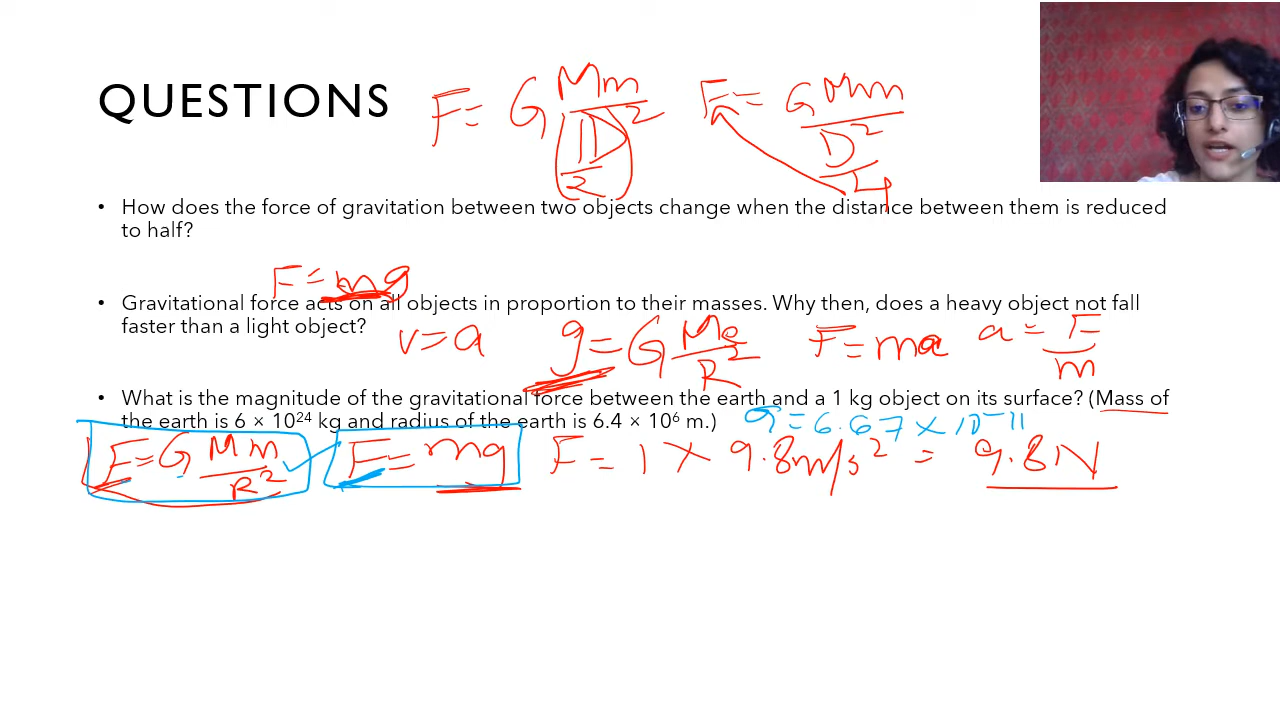 QUESTIONS
F = G Mm / (D/2)²
F = G Mm / D²/4
• How does the force of gravitation between two objects change when the distance between them is reduced
to half?
F = mg
• Gravitational force acts on all objects in proportion to their masses. Why then, does a heavy object not fall
faster than a light object?
v = a
g = G Me / R²
F = ma
a = F / m
• What is the magnitude of the gravitational force between the earth and a 1 kg object on its surface? (Mass of
the earth is 6 × 10²⁴ kg and radius of the earth is 6.4 × 10⁶ m.)
G = 6.67 × 10⁻¹¹
F = G Mm / R²
F = mg
F = 1 × 9.8 m/s² = 9.8 N